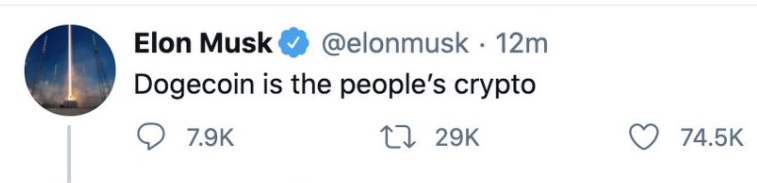 Elon Musk @elonmusk · 12m
Dogecoin is the people’s crypto
7.9K 29K 74.5K